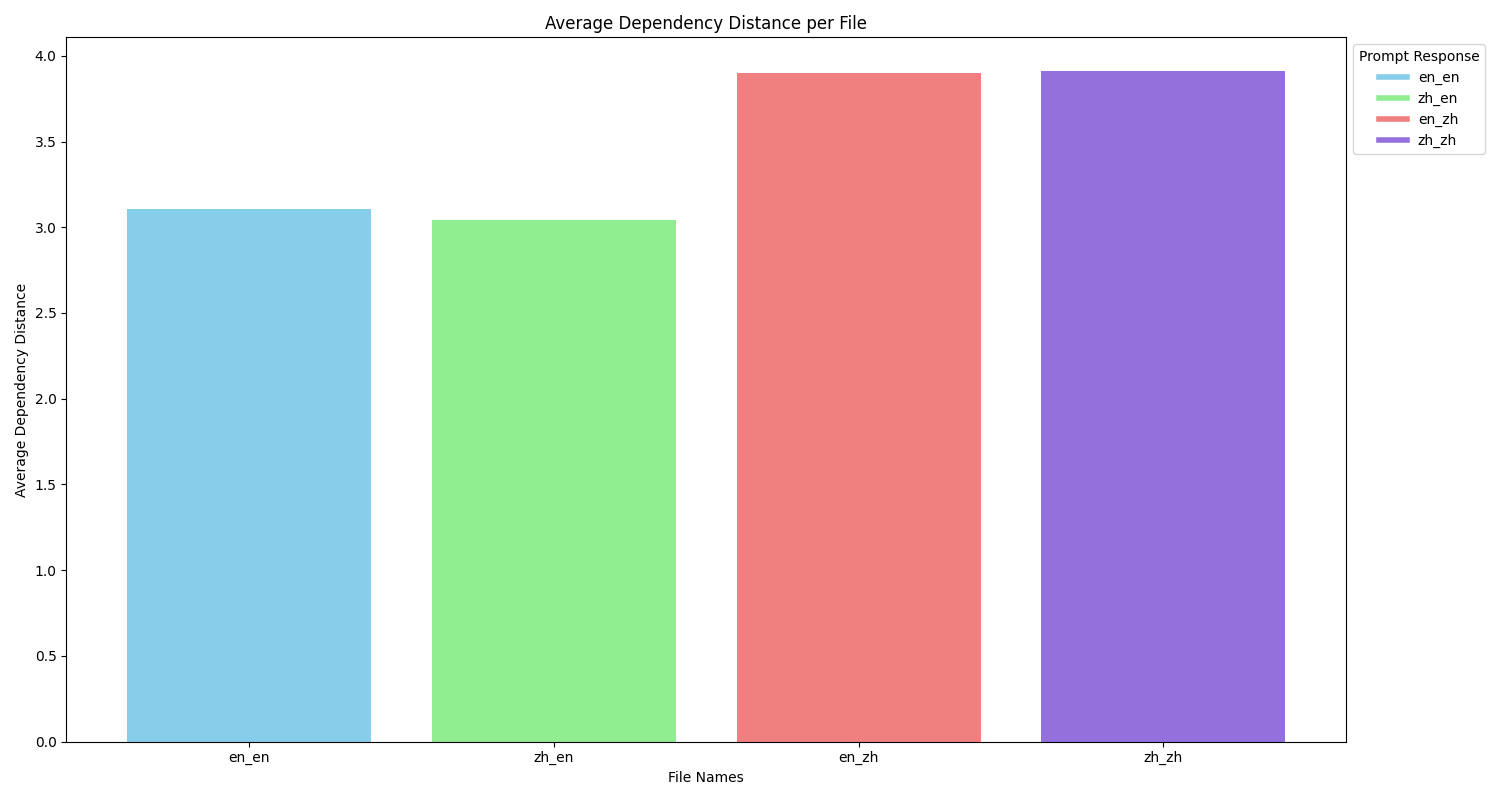 Average Dependency Distance per File
Average Dependency Distance
4.0
3.5
3.0
2.5
2.0
1.5
1.0
0.5
0.0
en_en
zh_en
en_zh
zh_zh
File Names
Prompt Response
en_en
zh_en
en_zh
zh_zh